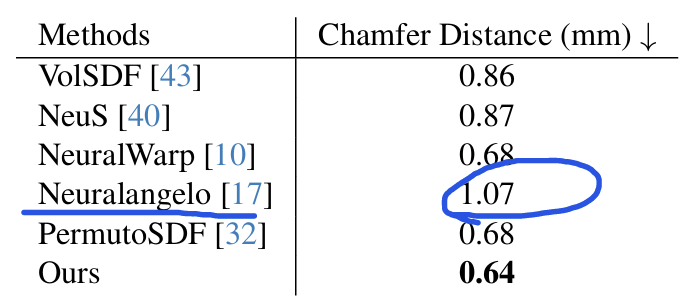 Methods Chamfer Distance (mm) ↓
VolSDF [43] 0.86
NeuS [40] 0.87
NeuralWarp [10] 0.68
Neuralangelo [17] 1.07
PermutoSDF [32] 0.68
Ours 0.64